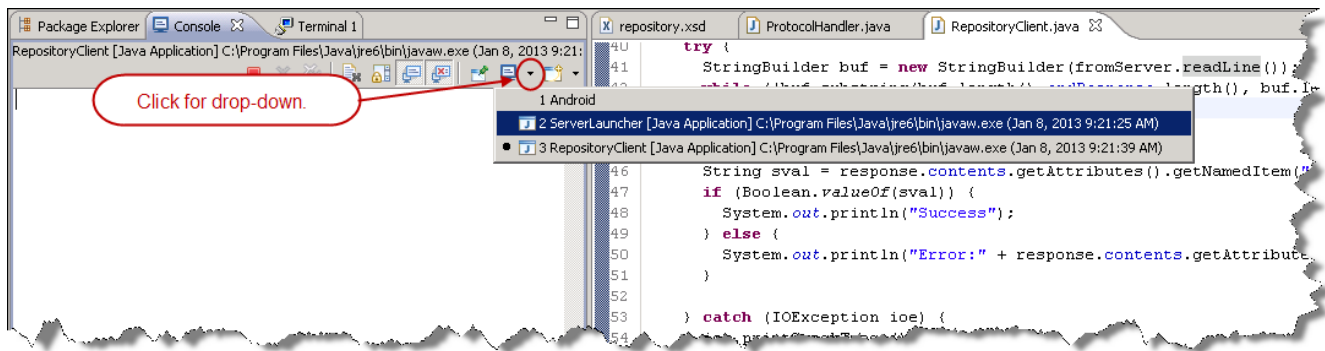 Package Explorer Console Terminal 1
repository.xsd ProtocolHandler.java RepositoryClient.java
RepositoryClient [Java Application] C:\Program Files\Java\jre6\bin\javaw.exe (Jan 8, 2013 9:21:
Click for drop-down.
1 Android
2 ServerLauncher [Java Application] C:\Program Files\Java\jre6\bin\javaw.exe (Jan 8, 2013 9:21:25 AM)
3 RepositoryClient [Java Application] C:\Program Files\Java\jre6\bin\javaw.exe (Jan 8, 2013 9:21:39 AM)
40 try {
41 StringBuilder buf = new StringBuilder(fromServer.readLine());
46 String sval = response.contents.getAttributes().getNamedItem("
47 if (Boolean.valueOf(sval)) {
48 System.out.println("Success");
49 } else {
50 System.out.println("Error:" + response.contents.getAttribute
51 }
52
53 } catch (IOException ioe) {
54